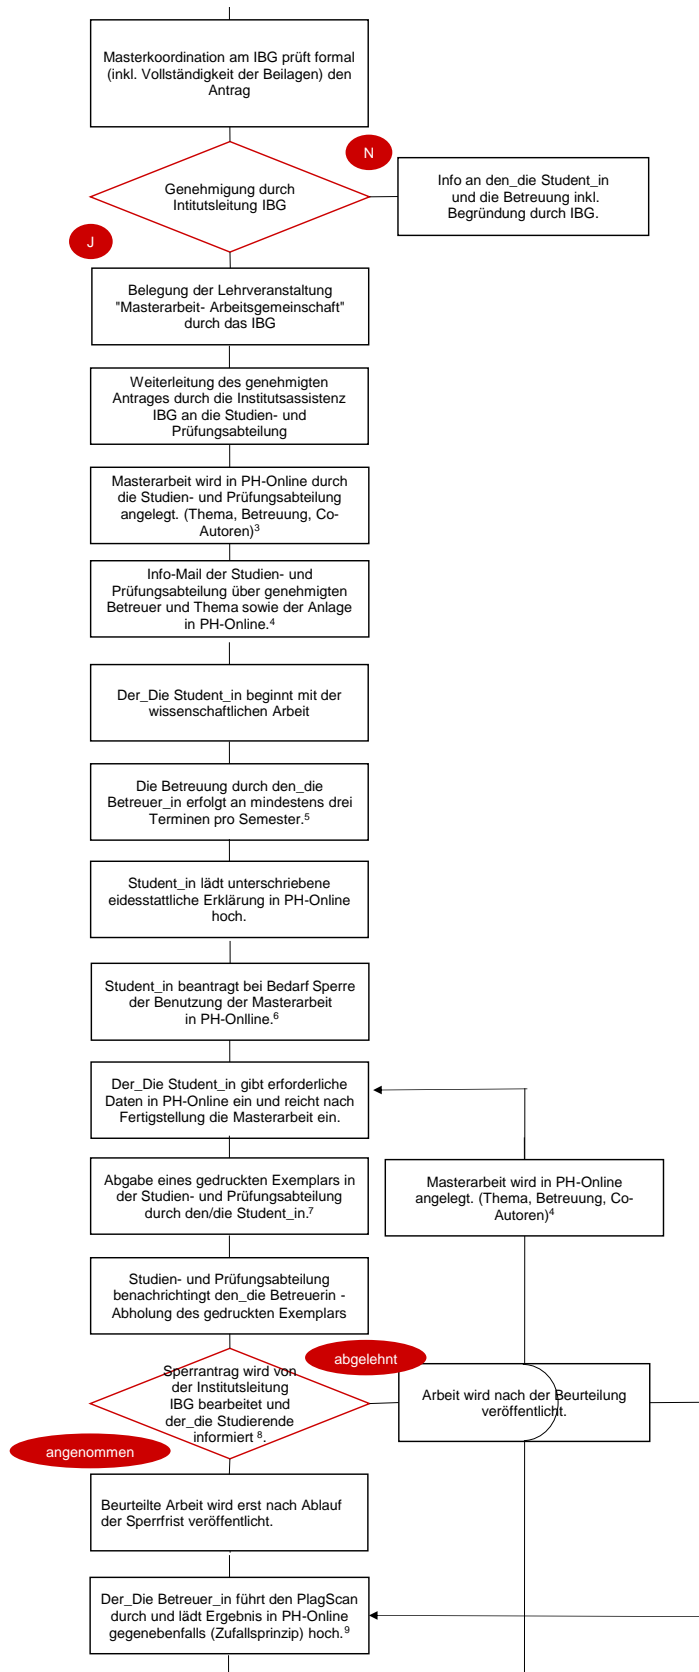 Masterkoordination am IBG prüft formal
(inkl. Vollständigkeit der Beilagen) den
Antrag
N
Genehmigung durch
Intitutsleitung IBG
Info an den_die Student_in
und die Betreuung inkl.
Begründung durch IBG.
J
Belegung der Lehrveranstaltung
"Masterarbeit- Arbeitsgemeinschaft"
durch das IBG
Weiterleitung des genehmigten
Antrages durch die Institutsassistenz
IBG an die Studien- und
Prüfungsabteilung
Masterarbeit wird in PH-Online durch
die Studien- und Prüfungsabteilung
angelegt. (Thema, Betreuung, Co-
Autoren)³
Info-Mail der Studien- und
Prüfungsabteilung über genehmigten
Betreuer und Thema sowie der Anlage
in PH-Online.⁴
Der_Die Student_in beginnt mit der
wissenschaftlichen Arbeit
Die Betreuung durch den_die
Betreuer_in erfolgt an mindestens drei
Terminen pro Semester.⁵
Student_in lädt unterschriebene
eidesstattliche Erklärung in PH-Online
hoch.
Student_in beantragt bei Bedarf Sperre
der Benutzung der Masterarbeit
in PH-Onlline.⁶
Der_Die Student_in gibt erforderliche
Daten in PH-Online ein und reicht nach
Fertigstellung die Masterarbeit ein.
Abgabe eines gedruckten Exemplars in
der Studien- und Prüfungsabteilung
durch den/die Student_in.⁷
Masterarbeit wird in PH-Online
angelegt. (Thema, Betreuung, Co-
Autoren)⁴
Studien- und Prüfungsabteilung
benachrichtingt den_die Betreuerin -
Abholung des gedruckten Exemplars
abgelehnt
Sperrantrag wird von
der Institutsleitung
IBG bearbeitet und
der_die Studierende
informiert ⁸.
Arbeit wird nach der Beurteilung
veröffentlicht.
angenommen
Beurteilte Arbeit wird erst nach Ablauf
der Sperrfrist veröffentlicht.
Der_Die Betreuer_in führt den PlagScan
durch und lädt Ergebnis in PH-Online
gegenebenfalls (Zufallsprinzip) hoch.⁹